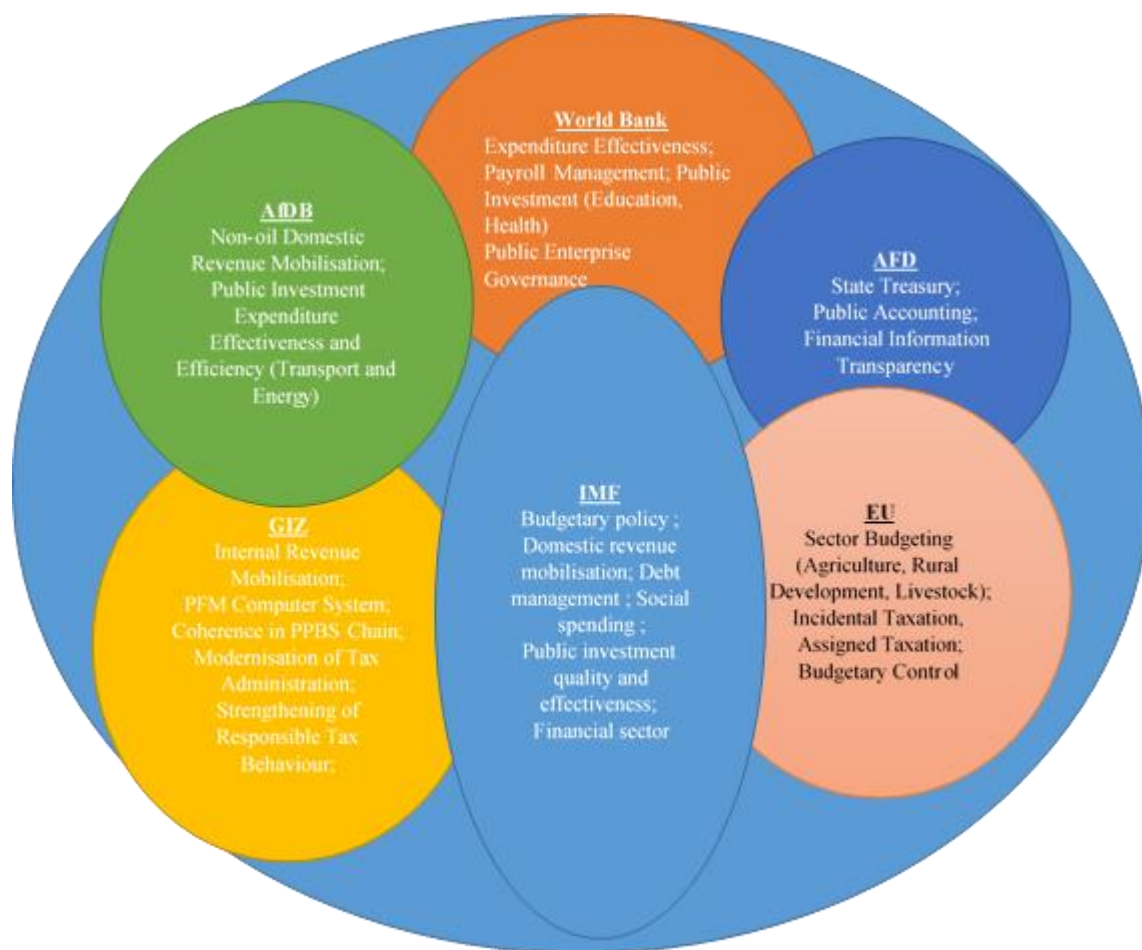 World Bank
Expenditure Effectiveness;
Payroll Management; Public
Investment (Education,
Health)
Public Enterprise
Governance
AfDB
Non-oil Domestic
Revenue Mobilisation;
Public Investment
Expenditure
Effectiveness and
Efficiency (Transport and
Energy)
AFD
State Treasury;
Public Accounting;
Financial Information
Transparency
GIZ
Internal Revenue
Mobilisation;
PFM Computer System;
Coherence in PPBS Chain;
Modernisation of Tax
Administration;
Strengthening of
Responsible Tax
Behaviour;
IMF
Budgetary policy ;
Domestic revenue
mobilisation; Debt
management ; Social
spending ;
Public investment
quality and
effectiveness;
Financial sector
EU
Sector Budgeting
(Agriculture, Rural
Development, Livestock);
Incidental Taxation,
Assigned Taxation;
Budgetary Control